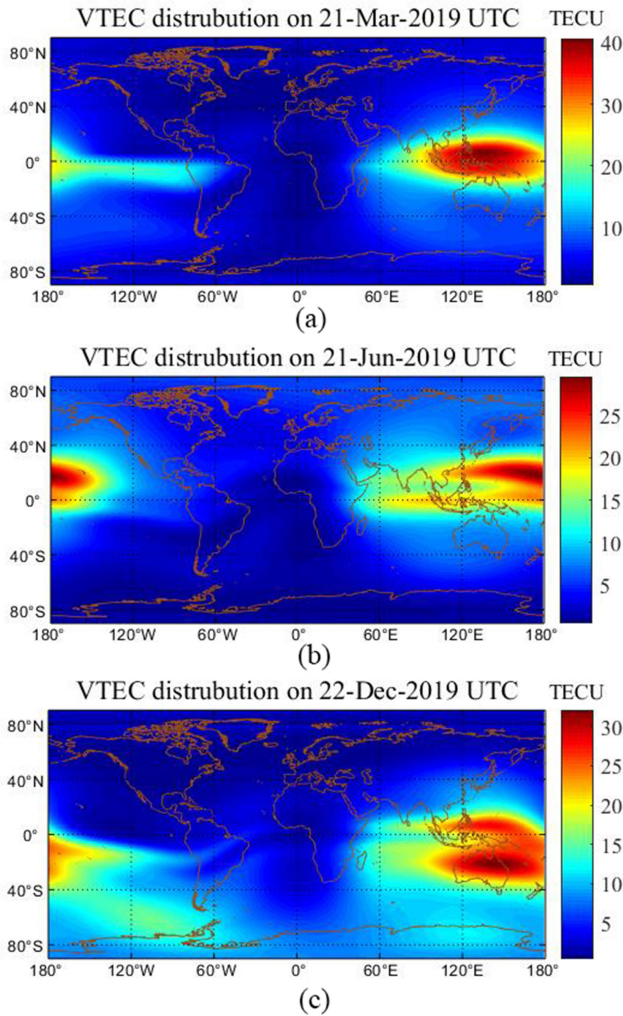 VTEC distrubution on 21-Mar-2019 UTC TECU
80°N
40°N
0°
40°S
80°S
180° 120°W 60°W 0° 60°E 120°E 180°
40
30
20
10
(a)
VTEC distrubution on 21-Jun-2019 UTC TECU
80°N
40°N
0°
40°S
80°S
180° 120°W 60°W 0° 60°E 120°E 180°
25
20
15
10
5
(b)
VTEC distrubution on 22-Dec-2019 UTC TECU
80°N
40°N
0°
40°S
80°S
180° 120°W 60°W 0° 60°E 120°E 180°
30
25
20
15
10
5
(c)